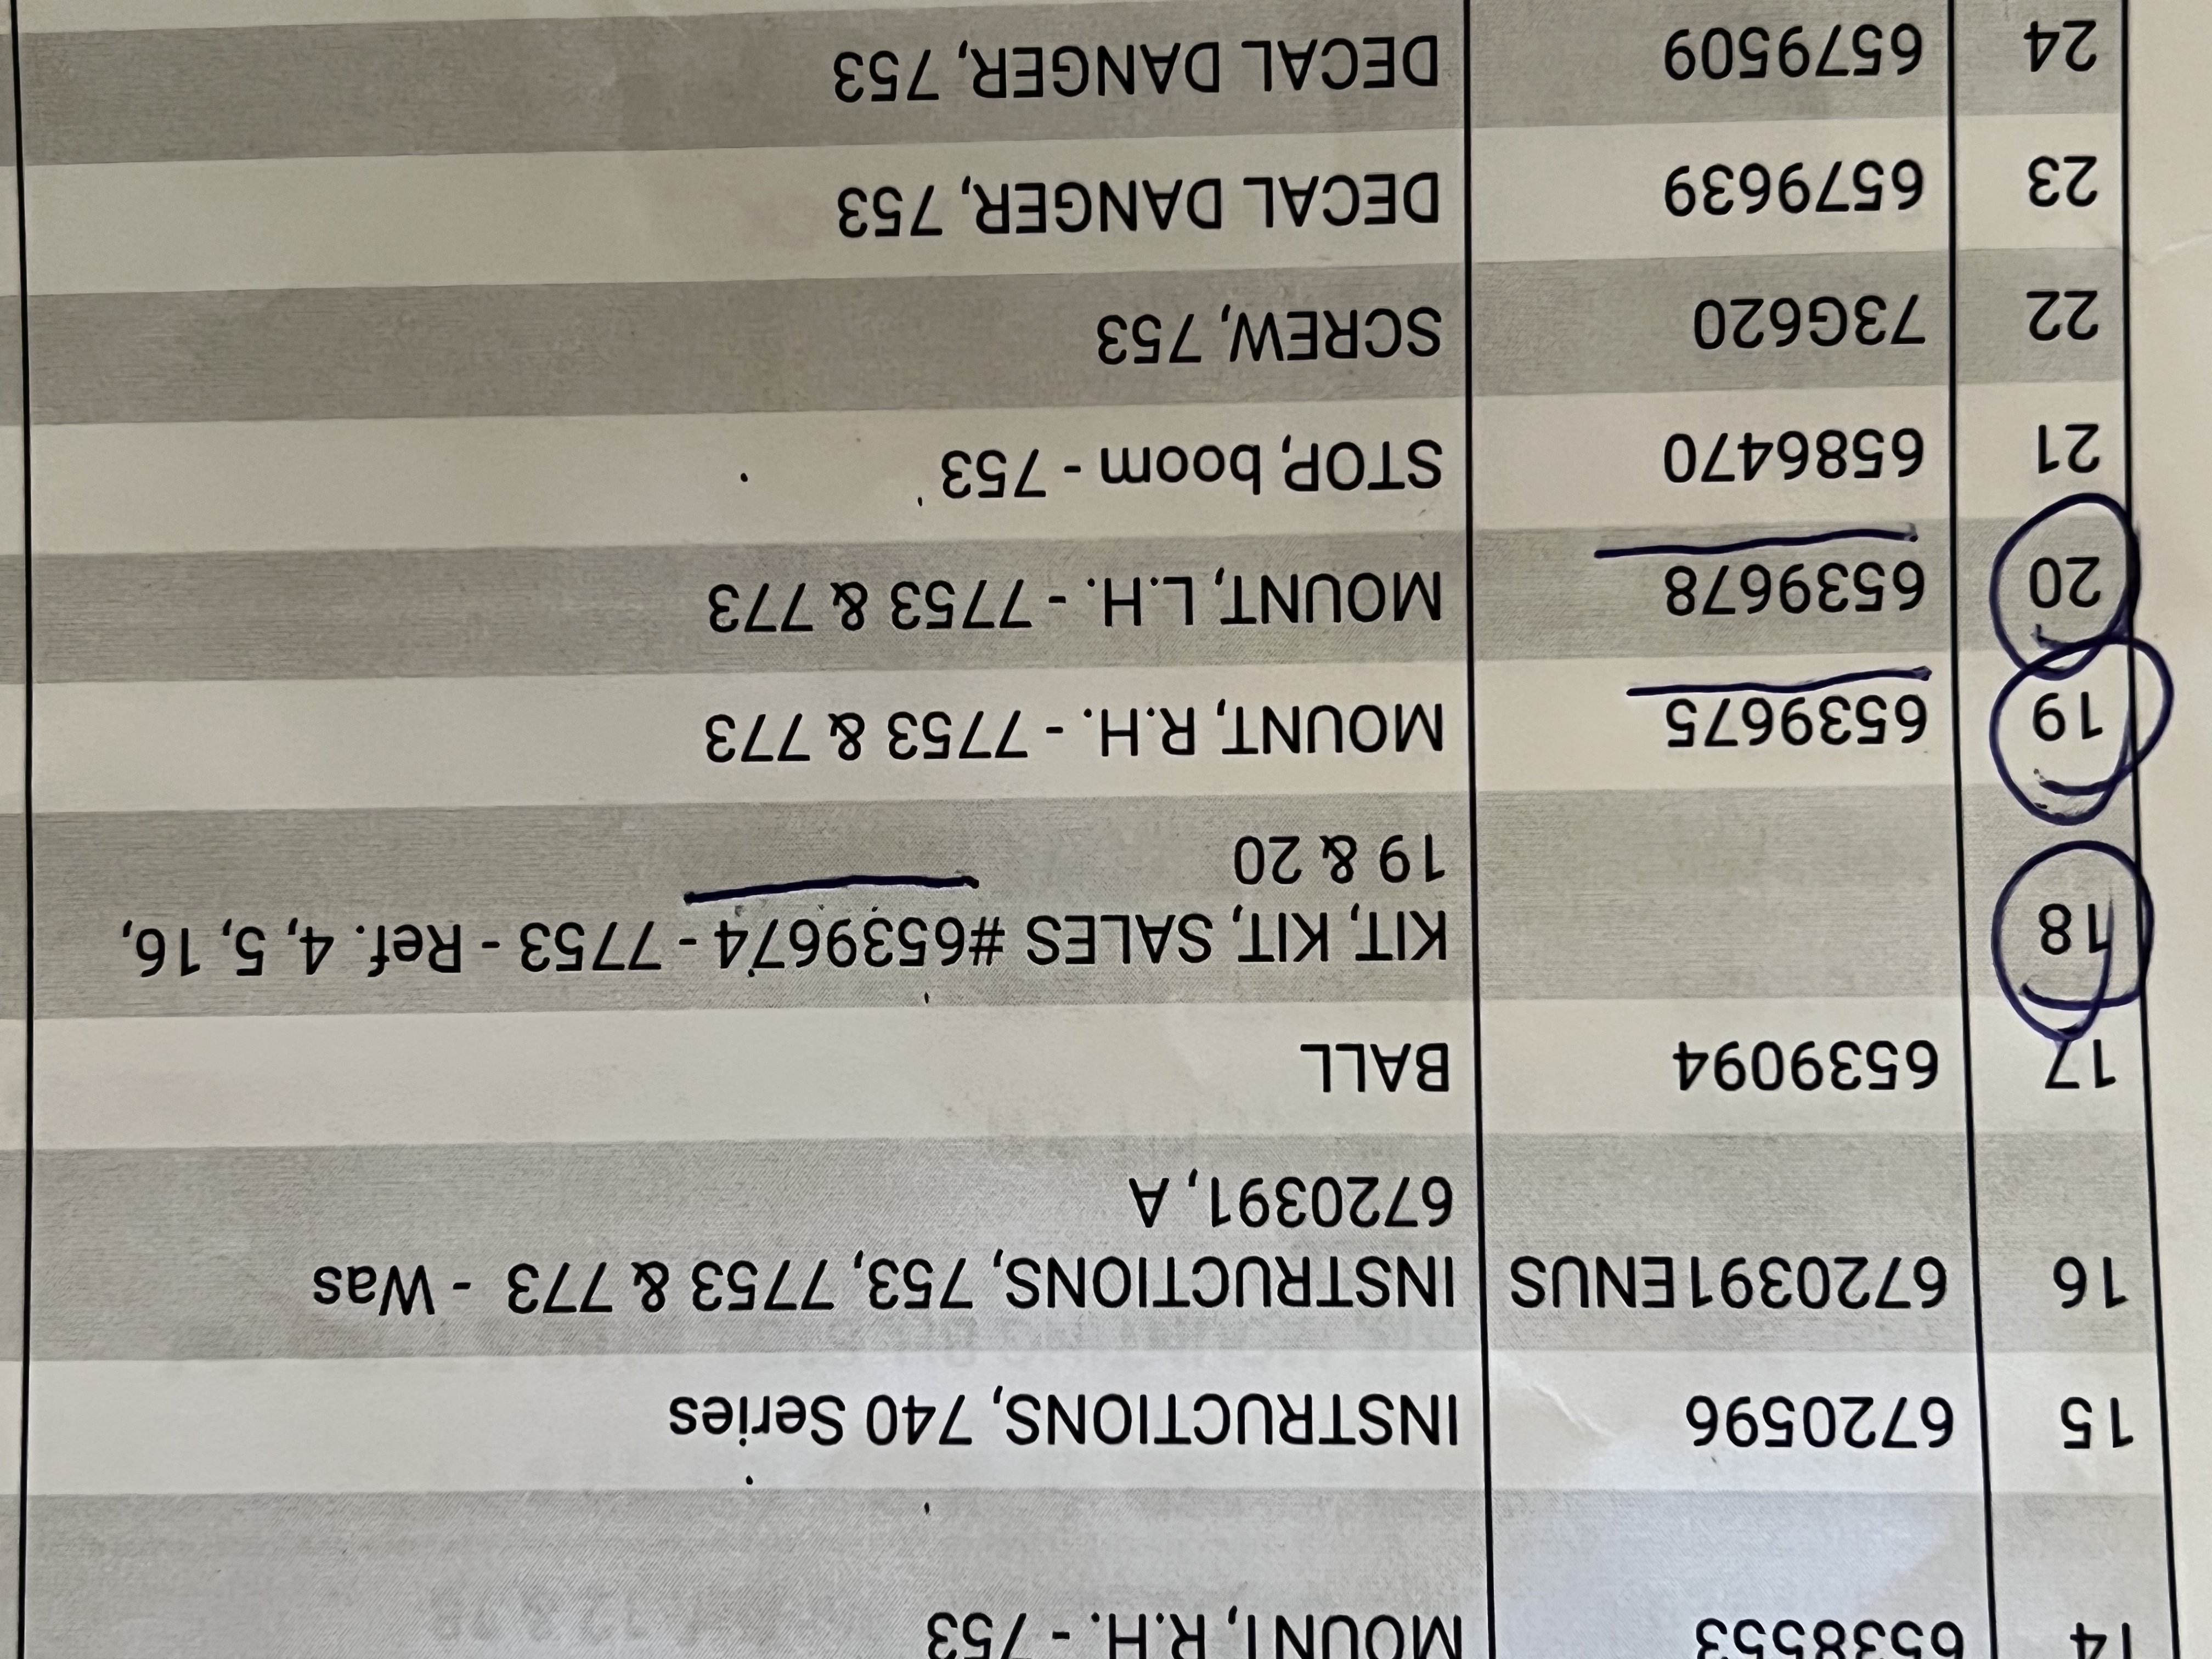 14 6538553 MOUNT, R.H. - 753
15 6720596 INSTRUCTIONS, 740 Series
16 6720391ENUS INSTRUCTIONS, 753, 7753 & 773 - Was
6720391, A
17 6539094 BALL
18 KIT, KIT, SALES #6539674 - 7753 - Ref. 4, 5, 16,
19 & 20
19 6539675 MOUNT, R.H. - 7753 & 773
20 6539678 MOUNT, L.H. - 7753 & 773
21 6586470 STOP, boom - 753
22 73G620 SCREW, 753
23 6579639 DECAL DANGER, 753
24 6579509 DECAL DANGER, 753